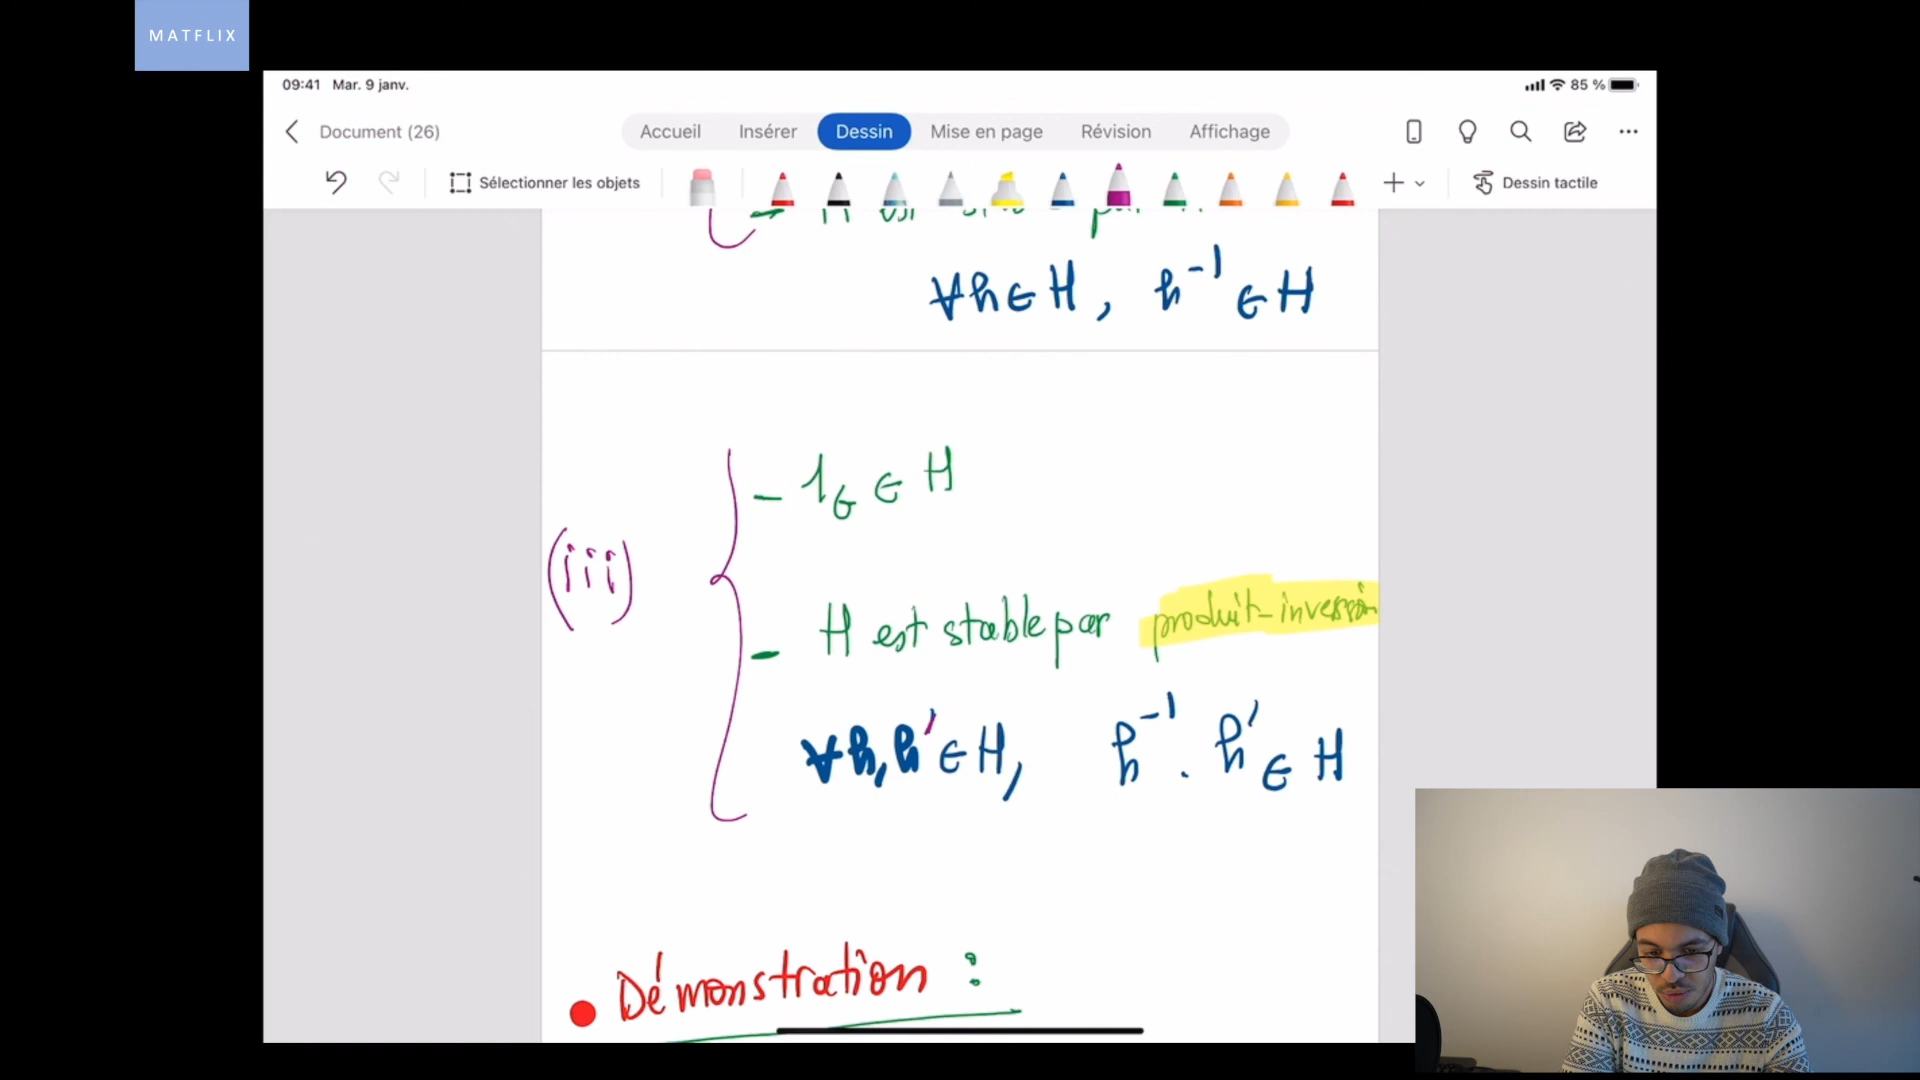 MATFLIX
09:41 Mar. 9 janv.
85 %
Document (26)
Accueil Insérer Dessin Mise en page Révision Affichage
Sélectionner les objets
Dessin tactile
H est
∀h∈H, h⁻¹∈H
(iii)
- 1_G ∈ H
- H est stable par produit-inversion
∀h,h'∈H, h⁻¹.h'∈H
Démonstration :